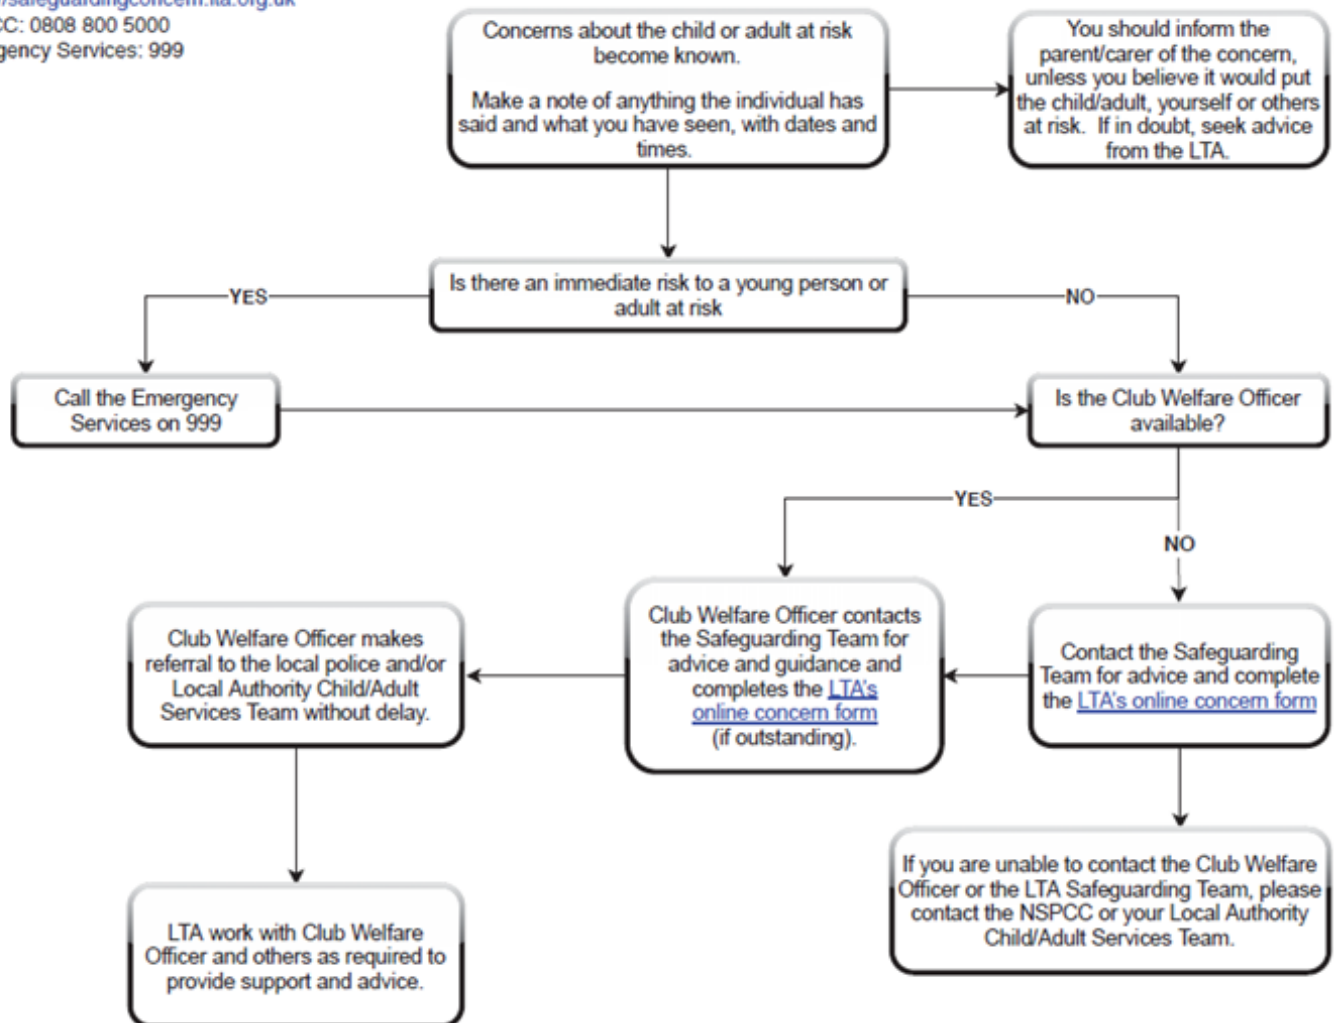 /safeguardingconcern.lta.org.uk
CC: 0808 800 5000
gency Services: 999
Concerns about the child or adult at risk
become known.
Make a note of anything the individual has
said and what you have seen, with dates and
times.
You should inform the
parent/carer of the concern,
unless you believe it would put
the child/adult, yourself or others
at risk. If in doubt, seek advice
from the LTA.
Is there an immediate risk to a young person or
adult at risk
YES
NO
Call the Emergency
Services on 999
Is the Club Welfare Officer
available?
YES
NO
Club Welfare Officer makes
referral to the local police and/or
Local Authority Child/Adult
Services Team without delay.
Club Welfare Officer contacts
the Safeguarding Team for
advice and guidance and
completes the LTA's
online concern form
(if outstanding).
Contact the Safeguarding
Team for advice and complete
the LTA's online concern form
If you are unable to contact the Club Welfare
Officer or the LTA Safeguarding Team, please
contact the NSPCC or your Local Authority
Child/Adult Services Team.
LTA work with Club Welfare
Officer and others as required to
provide support and advice.